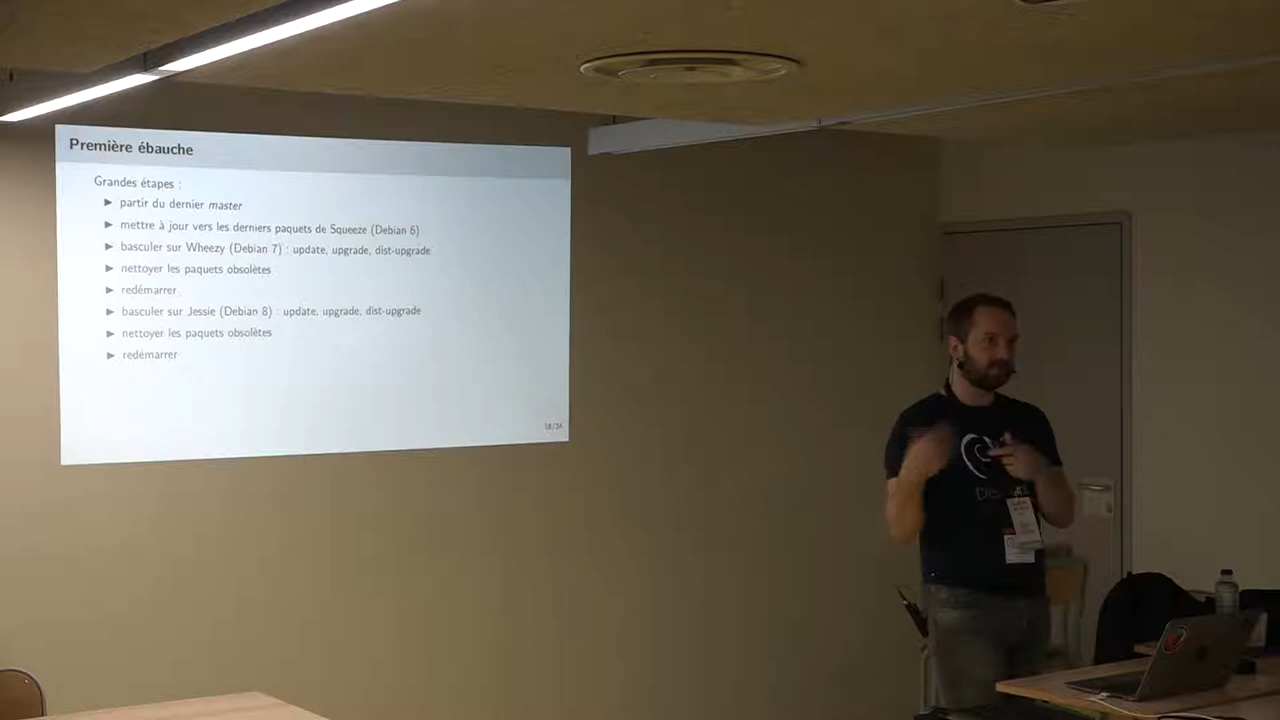 Première ébauche
Grandes étapes :
► partir du dernier master
► mettre à jour vers les derniers paquets de Squeeze (Debian 6)
► basculer sur Wheezy (Debian 7) : update, upgrade, dist-upgrade
► nettoyer les paquets obsolètes
► redémarrer
► basculer sur Jessie (Debian 8) : update, upgrade, dist-upgrade
► nettoyer les paquets obsolètes
► redémarrer